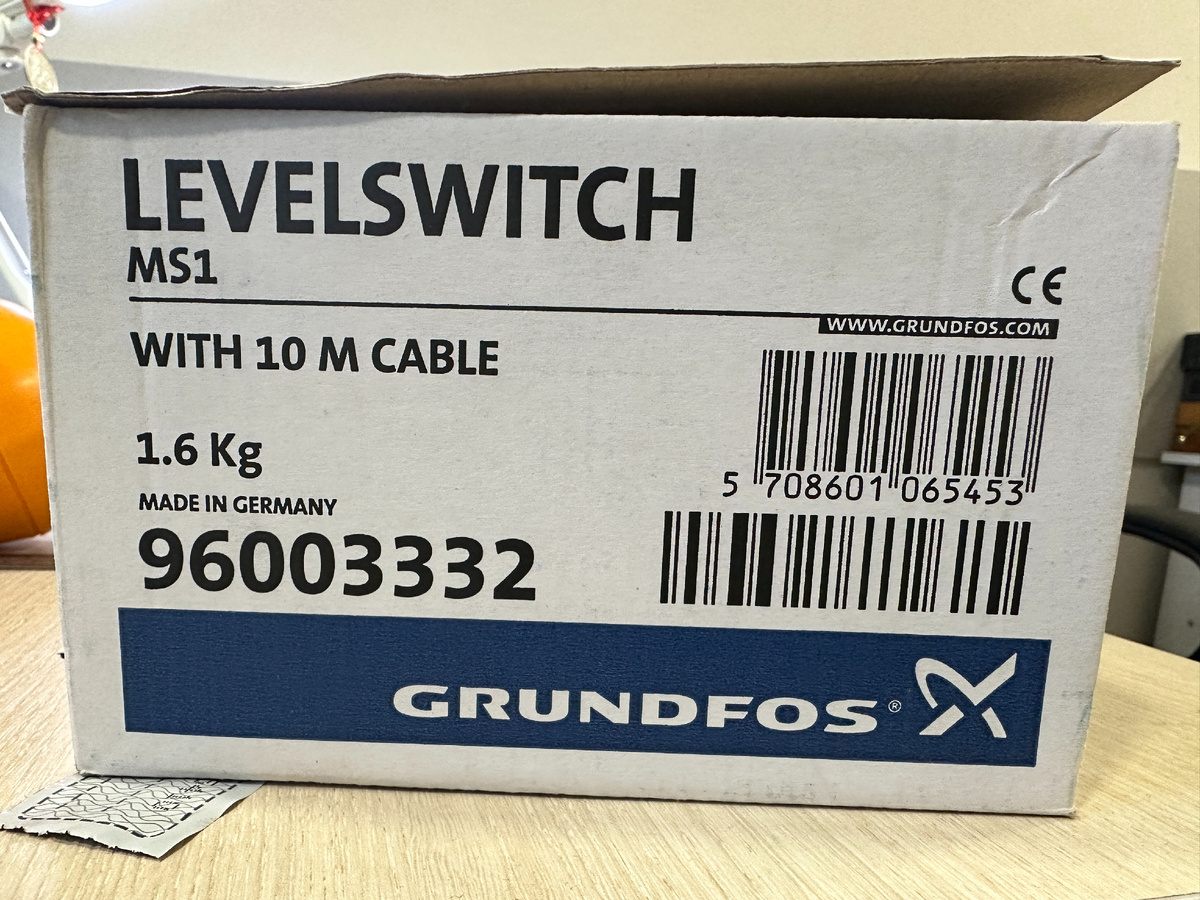 LEVELSWITCH
MS1
CE
WWW.GRUNDFOS.COM
WITH 10 M CABLE
1.6 Kg
5 708601 065453
MADE IN GERMANY
96003332
GRUNDFOS®